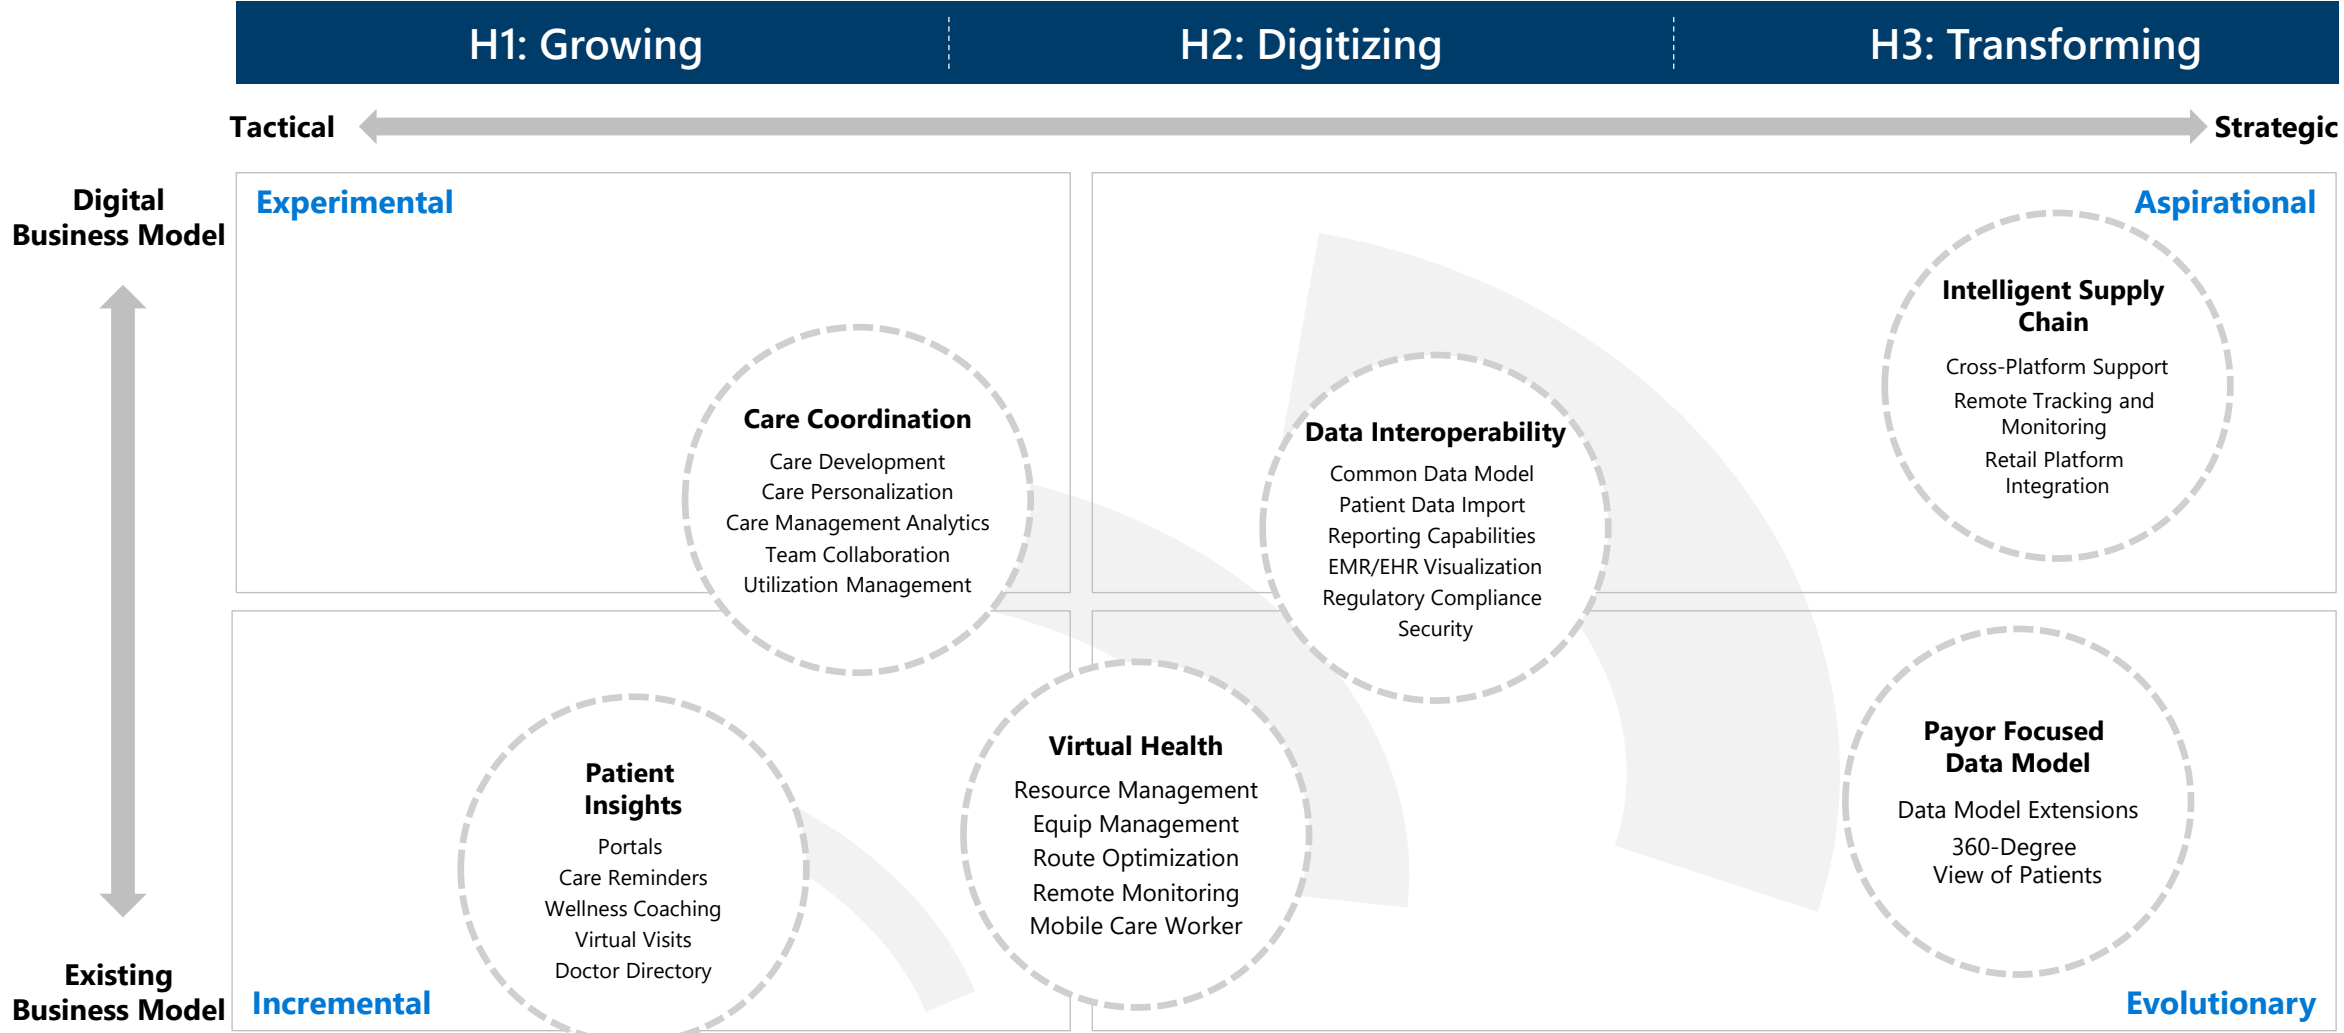 H1: Growing
H2: Digitizing
H3: Transforming
Tactical
Strategic
Digital
Business Model
Experimental
Aspirational
Intelligent Supply
Chain
Cross-Platform Support
Remote Tracking and
Monitoring
Retail Platform
Integration
Care Coordination
Care Development
Care Personalization
Care Management Analytics
Team Collaboration
Utilization Management
Data Interoperability
Common Data Model
Patient Data Import
Reporting Capabilities
EMR/EHR Visualization
Regulatory Compliance
Security
Patient
Insights
Portals
Care Reminders
Wellness Coaching
Virtual Visits
Doctor Directory
Virtual Health
Resource Management
Equip Management
Route Optimization
Remote Monitoring
Mobile Care Worker
Payor Focused
Data Model
Data Model Extensions
360-Degree
View of Patients
Existing
Business Model
Incremental
Evolutionary